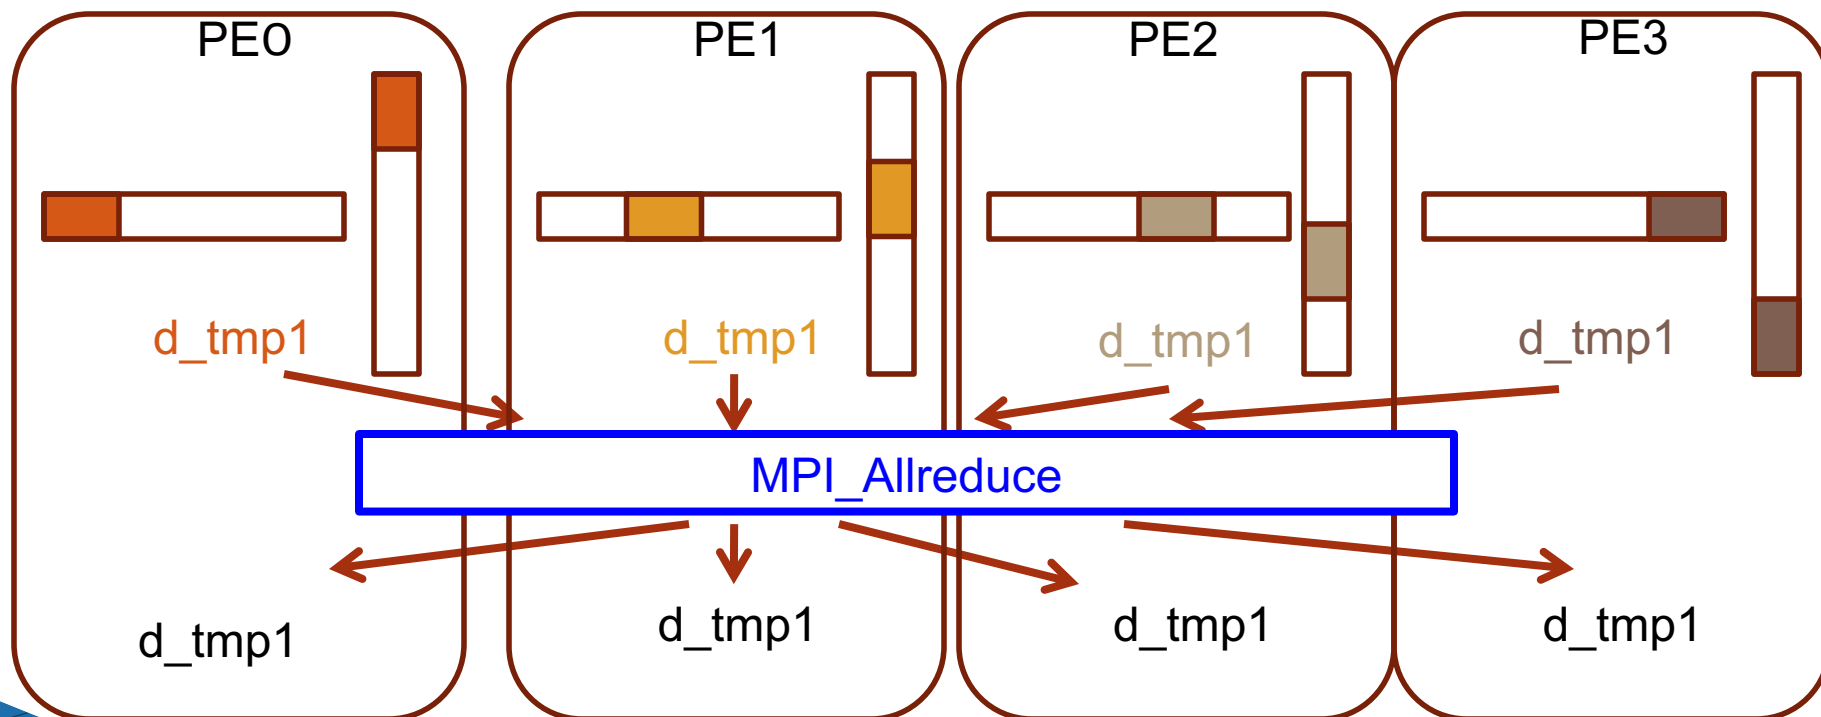 PE0
PE1
PE2
PE3
d_tmp1
d_tmp1
d_tmp1
d_tmp1
MPI_Allreduce
d_tmp1
d_tmp1
d_tmp1
d_tmp1